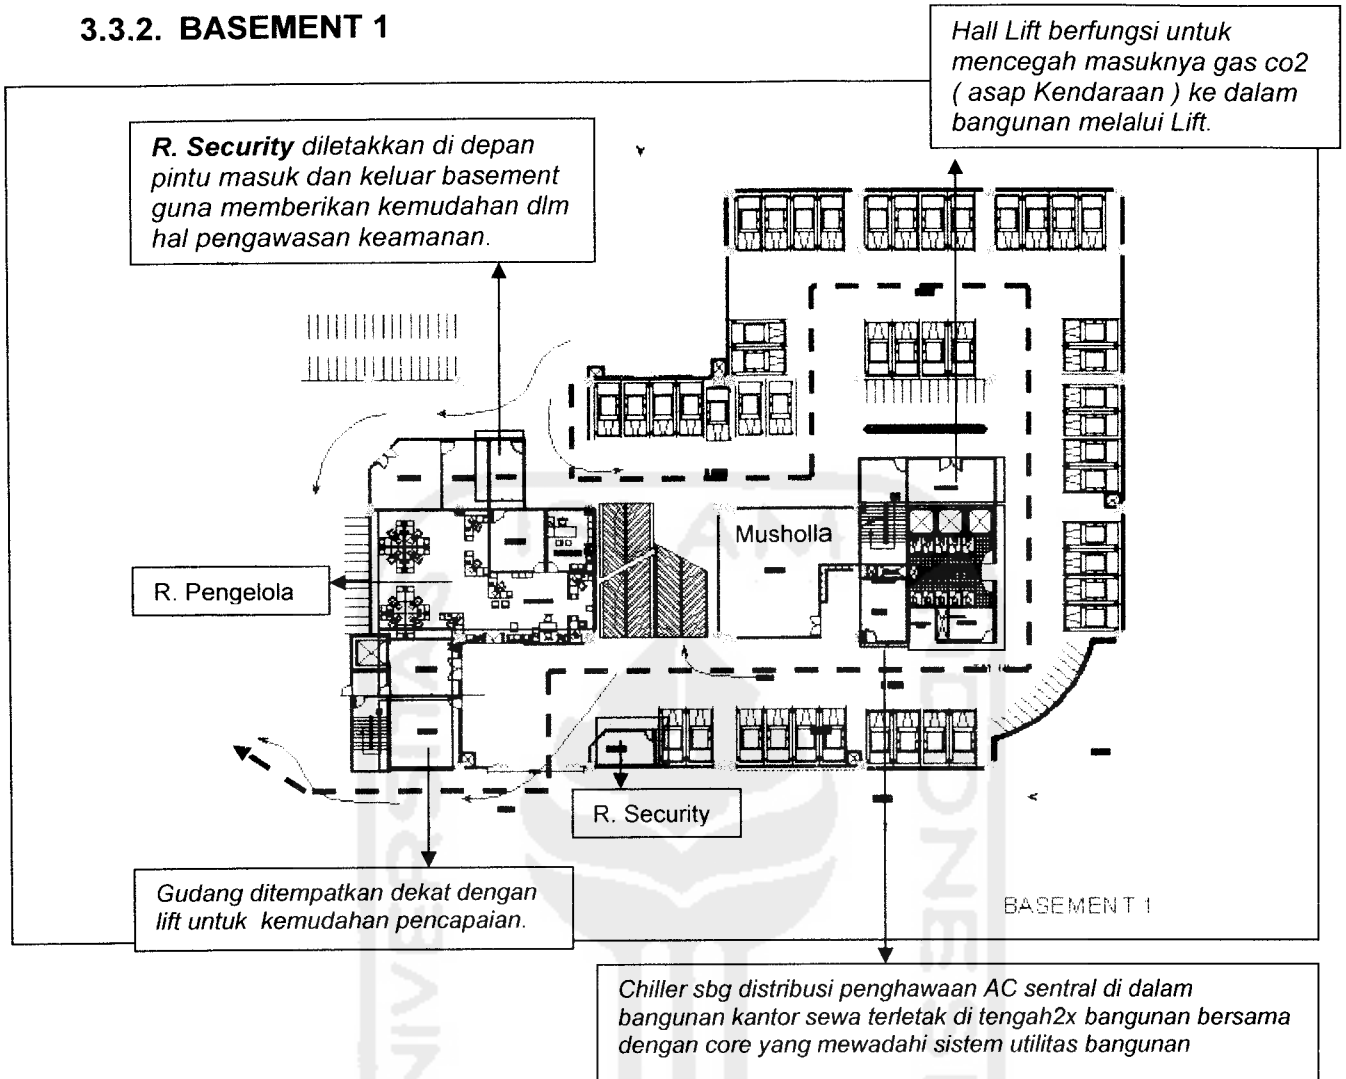 3.3.2. BASEMENT 1
Hall Lift berfungsi untuk
mencegah masuknya gas co2
( asap Kendaraan ) ke dalam
bangunan melalui Lift.
R. Security diletakkan di depan
pintu masuk dan keluar basement
guna memberikan kemudahan dlm
hal pengawasan keamanan.
Musholla
R. Pengelola
R. Security
Gudang ditempatkan dekat dengan
lift untuk kemudahan pencapaian.
BASEMENT 1
Chiller sbg distribusi penghawaan AC sentral di dalam
bangunan kantor sewa terletak di tengah2x bangunan bersama
dengan core yang mewadahi sistem utilitas bangunan